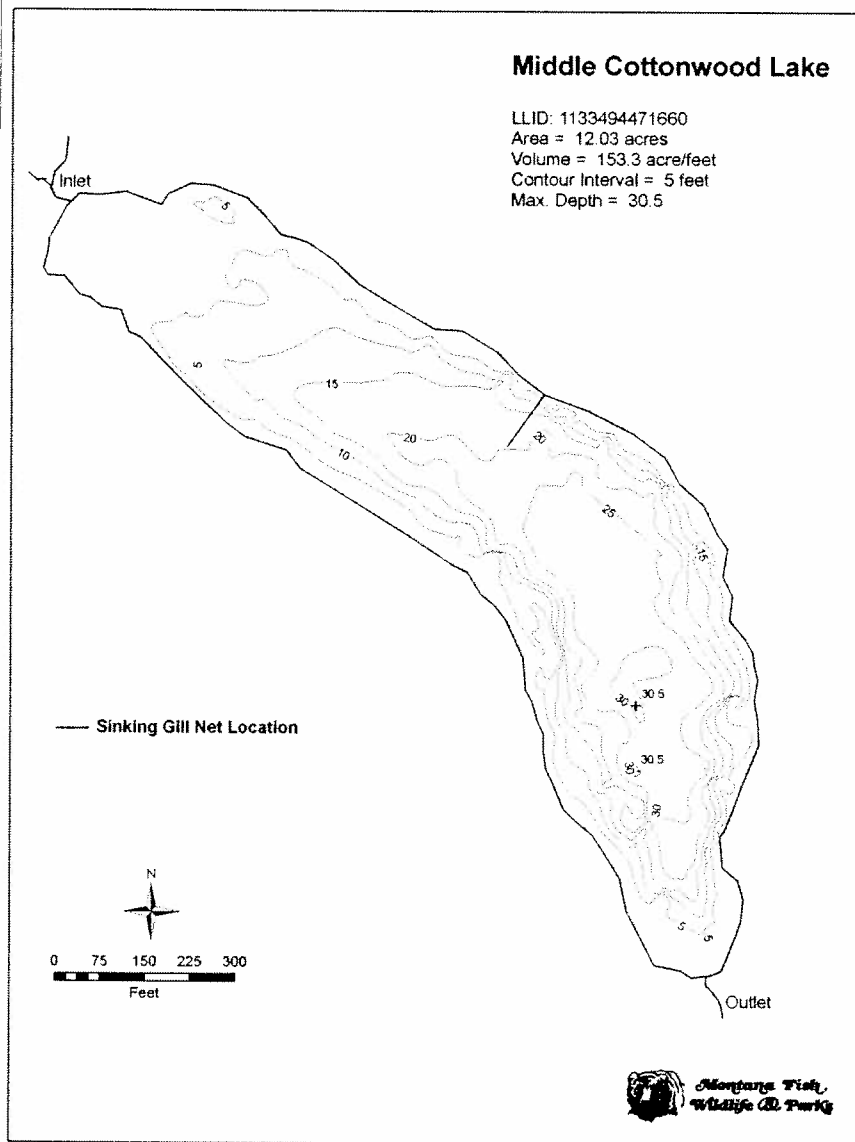 Middle Cottonwood Lake
LLID: 1133494471660
Area = 12.03 acres
Volume = 153.3 acre/feet
Contour Interval = 5 feet
Max. Depth = 30.5
Inlet
5
5
15
20
20
10
25
15
30
30.5
30.5
30
30
5
5
Sinking Gill Net Location
N
0 75 150 225 300
Feet
Outlet
Montana Fish,
Wildlife & Parks